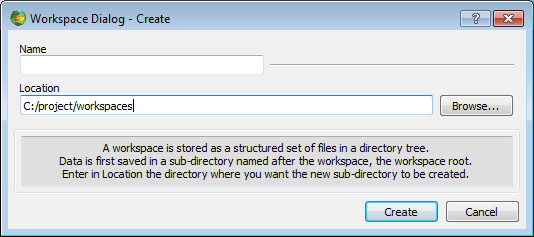 Workspace Dialog - Create
?
Name
Location
C:/project/workspaces
Browse...
A workspace is stored as a structured set of files in a directory tree.
Data is first saved in a sub-directory named after the workspace, the workspace root.
Enter in Location the directory where you want the new sub-directory to be created.
Create
Cancel